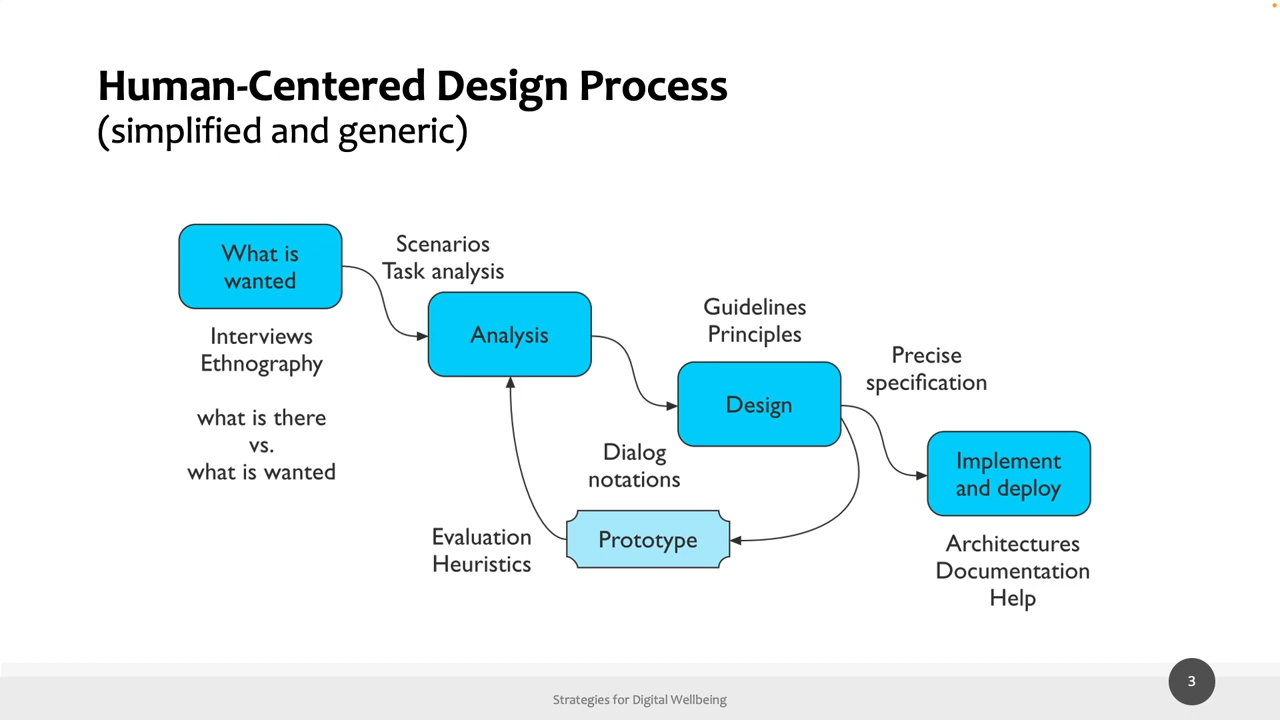 Human-Centered Design Process
(simplified and generic)
What is
wanted
Interviews
Ethnography
what is there
vs.
what is wanted
Scenarios
Task analysis
Analysis
Guidelines
Principles
Design
Dialog
notations
Evaluation
Heuristics
Prototype
Precise
specification
Implement
and deploy
Architectures
Documentation
Help
Strategies for Digital Wellbeing
3